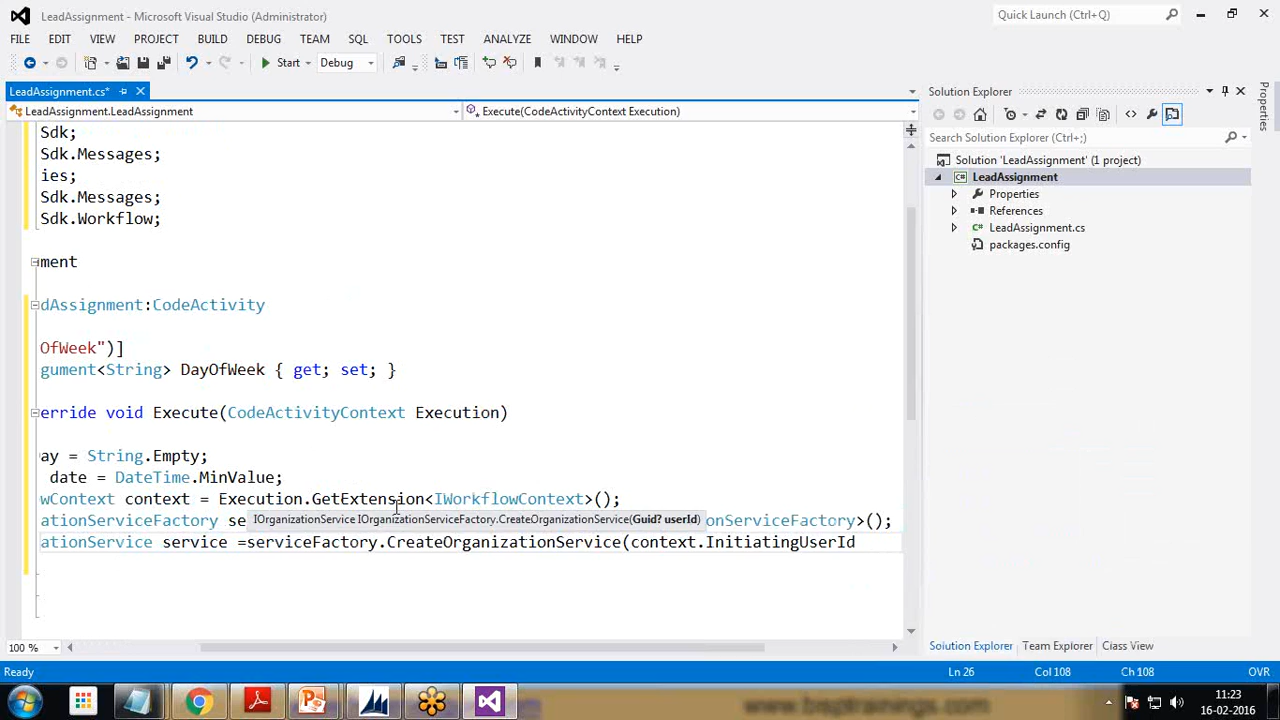 LeadAssignment - Microsoft Visual Studio (Administrator)
Quick Launch (Ctrl+Q)
FILE EDIT VIEW PROJECT BUILD DEBUG TEAM SQL TOOLS TEST ANALYZE WINDOW HELP
Start Debug
LeadAssignment.cs*
LeadAssignment.LeadAssignment
Execute(CodeActivityContext Execution)
Sdk;
Sdk.Messages;
ies;
Sdk.Messages;
Sdk.Workflow;
ment
dAssignment:CodeActivity
OfWeek")]
gument<String> DayOfWeek { get; set; }
erride void Execute(CodeActivityContext Execution)
ay = String.Empty;
date = DateTime.MinValue;
wContext context = Execution.GetExtension<IWorkflowContext>();
ationServiceFactory se
IOrganizationService IOrganizationServiceFactory.CreateOrganizationService(Guid? userId)
onServiceFactory>();
ationService service =serviceFactory.CreateOrganizationService(context.InitiatingUserId
100 %
Solution Explorer
Search Solution Explorer (Ctrl+;)
Solution 'LeadAssignment' (1 project)
LeadAssignment
Properties
References
LeadAssignment.cs
packages.config
Solution Explorer Team Explorer Class View
Properties
Ready
Ln 26
Col 108
Ch 108
OVR
11:23
16-02-2016